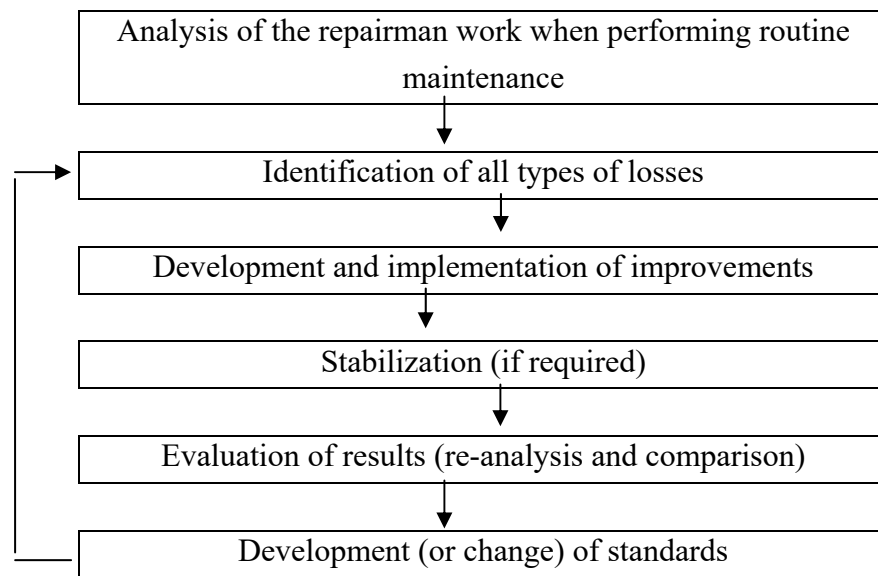 Analysis of the repairman work when performing routine
maintenance
Identification of all types of losses
Development and implementation of improvements
Stabilization (if required)
Evaluation of results (re-analysis and comparison)
Development (or change) of standards